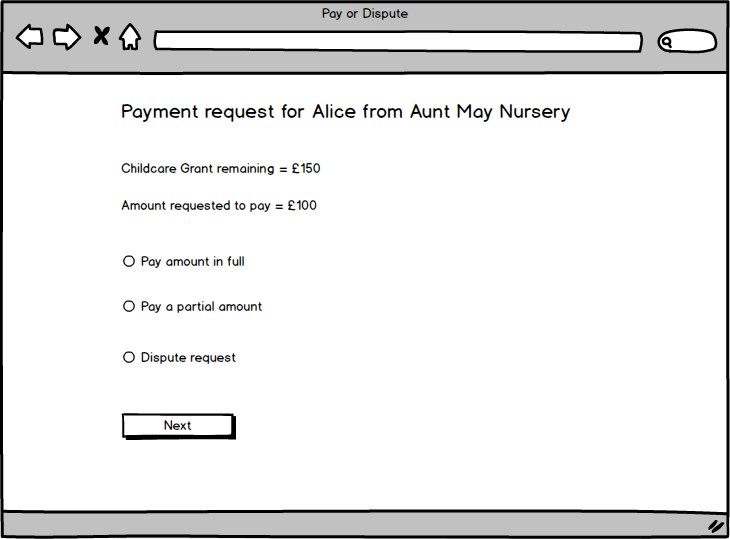 Pay or Dispute
Payment request for Alice from Aunt May Nursery
Childcare Grant remaining = £150
Amount requested to pay = £100
Pay amount in full
Pay a partial amount
Dispute request
Next